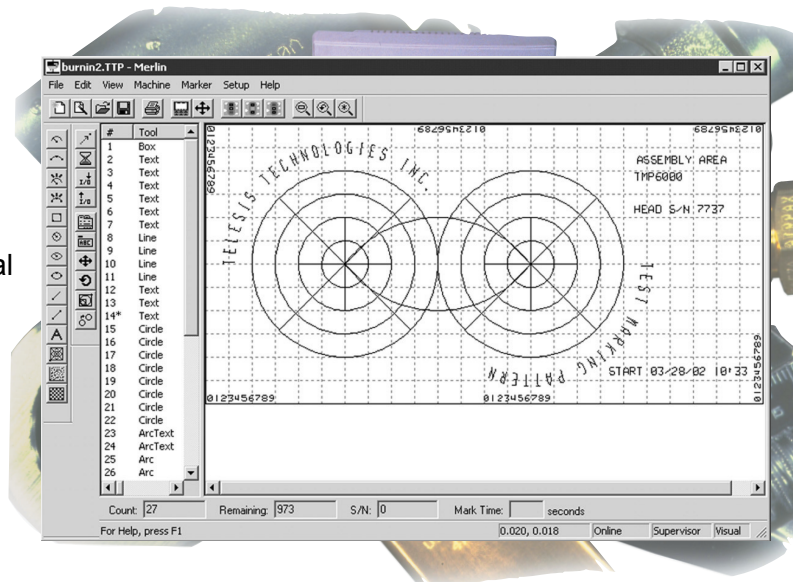 burnin2.TTP - Merlin
File Edit View Machine Marker Setup Help
al
# Tool
1 Box
2 Text
3 Text
4 Text
5 Text
6 Text
7 Text
8 Line
9 Line
10 Line
11 Line
12 Text
13 Text
14* Text
15 Circle
16 Circle
17 Circle
18 Circle
19 Circle
20 Circle
21 Circle
22 Circle
23 ArcText
24 ArcText
25 Arc
26 Arc
ABC
A
0123456789
0123456789
0123456789
TELESIS TECHNOLOGIES INC.
ASSEMBLY AREA
TMP6000
HEAD S/N 7737
TEST MARKING PATTERN
START 03/28/02 10:33
0123456789
0123456789
0123456789
Count: 27 Remaining: 973 S/N: 0 Mark Time: seconds
For Help, press F1 0.020, 0.018 Online Supervisor Visual